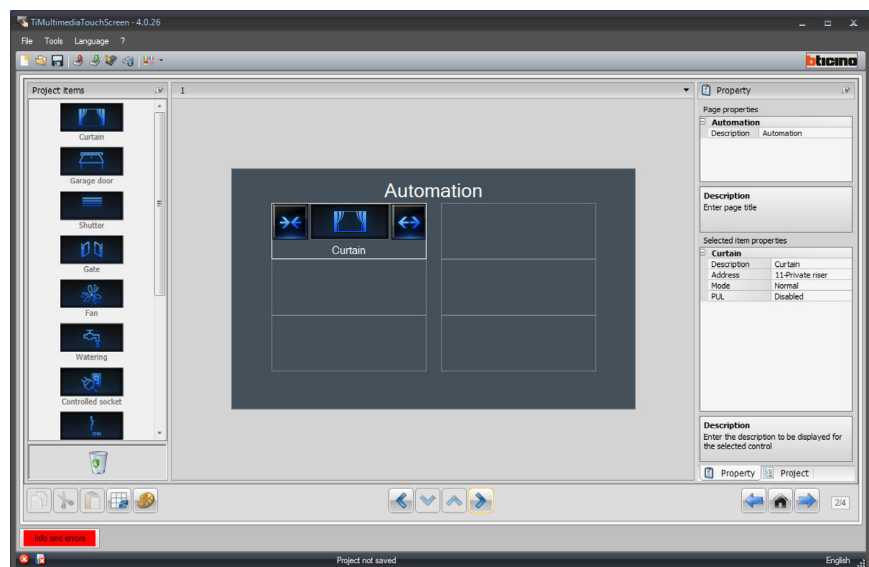 TiMultimediaTouchScreen - 4.0.26
File Tools Language ?
bticino
Project items
Curtain
Garage door
Shutter
Gate
Fan
Watering
Controlled socket
1
Automation
Curtain
Property
Page properties
Automation
Description Automation
Description
Enter page title
Selected item properties
Curtain
Description Curtain
Address 11-Private riser
Mode Normal
PUL Disabled
Description
Enter the description to be displayed for
the selected control
Property Project
2/4
Info and errors
Project not saved
English